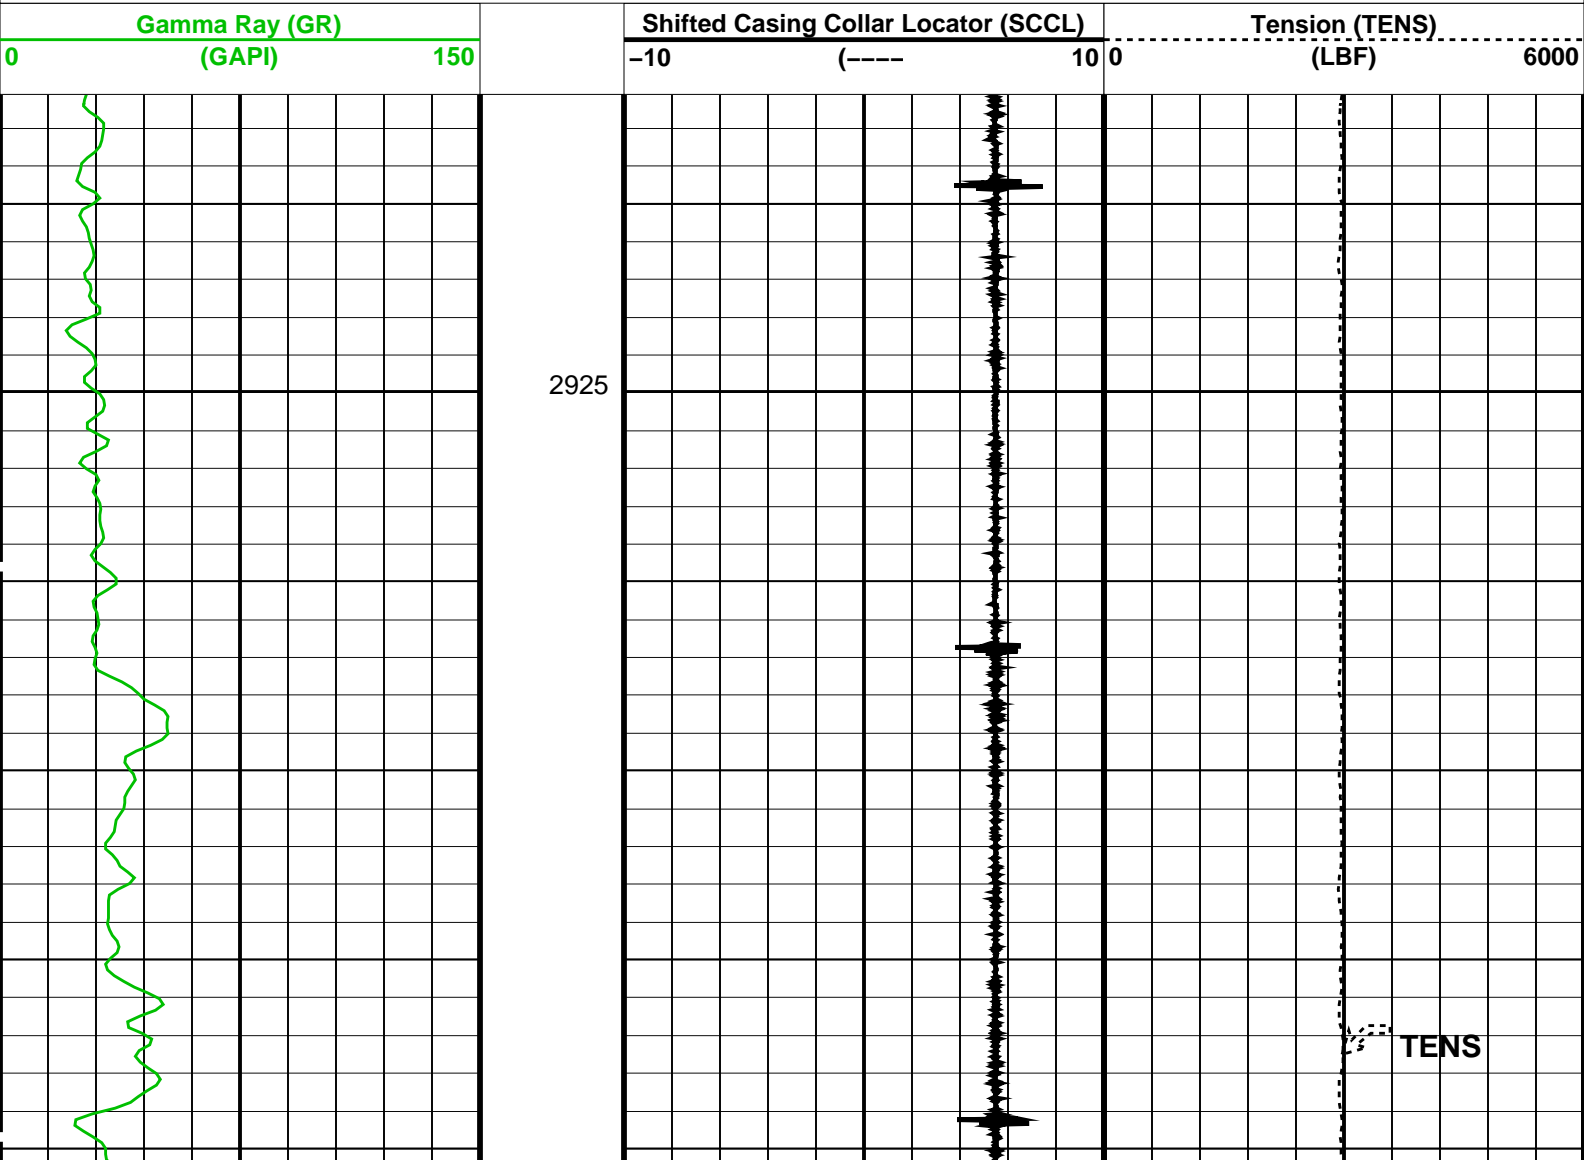 Gamma Ray (GR)
0 (GAPI) 150
Shifted Casing Collar Locator (SCCL)
−10 (−−−− 10
Tension (TENS)
0 (LBF) 6000
2925
TENS